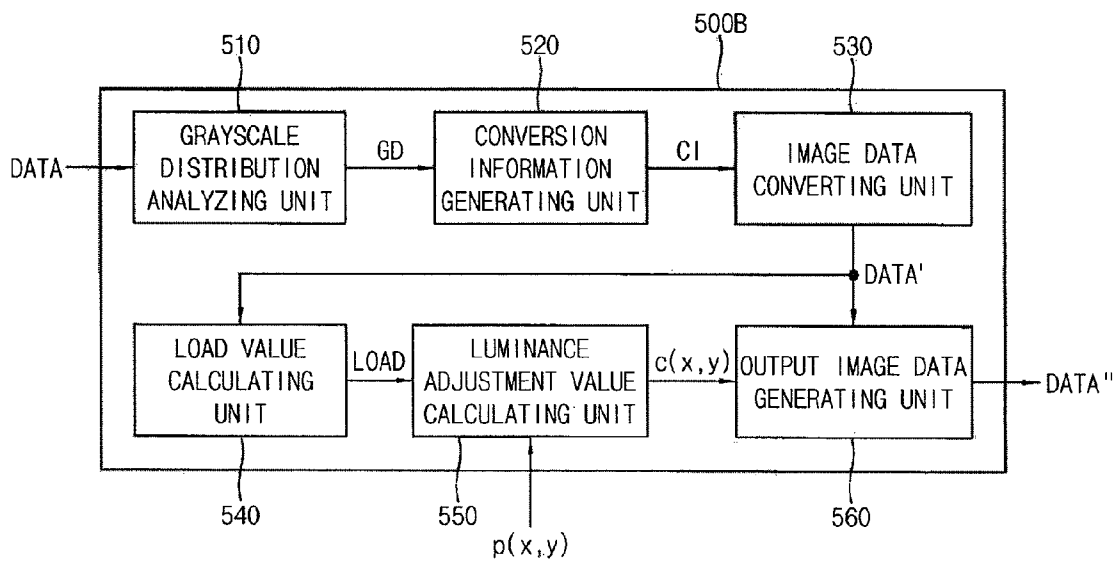 500B
510
520
530
DATA
GRAYSCALE
DISTRIBUTION
ANALYZING UNIT
GD
CONVERSION
INFORMATION
GENERATING UNIT
CI
IMAGE DATA
CONVERTING UNIT
DATA'
LOAD VALUE
CALCULATING
UNIT
LOAD
LUMINANCE
ADJUSTMENT VALUE
CALCULATING UNIT
c(x,y)
OUTPUT IMAGE DATA
GENERATING UNIT
DATA"
540
550
560
p(x,y)